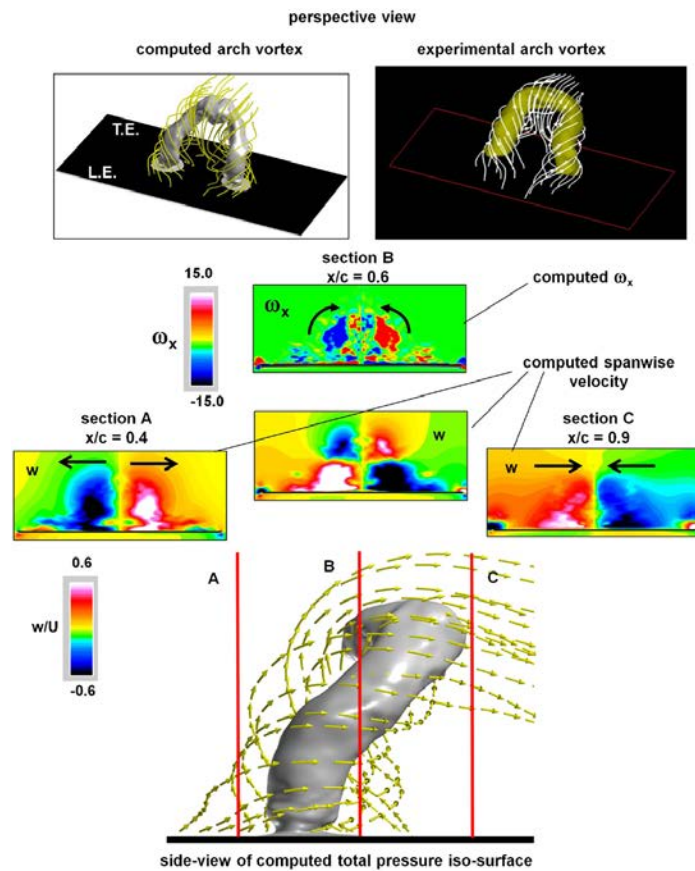 perspective view
computed arch vortex
experimental arch vortex
T.E.
L.E.
section B
x/c = 0.6
15.0
ωx
-15.0
ωx
computed ωx
computed spanwise
velocity
section A
x/c = 0.4
w
w
section C
x/c = 0.9
w
0.6
w/U
-0.6
A
B
C
side-view of computed total pressure iso-surface